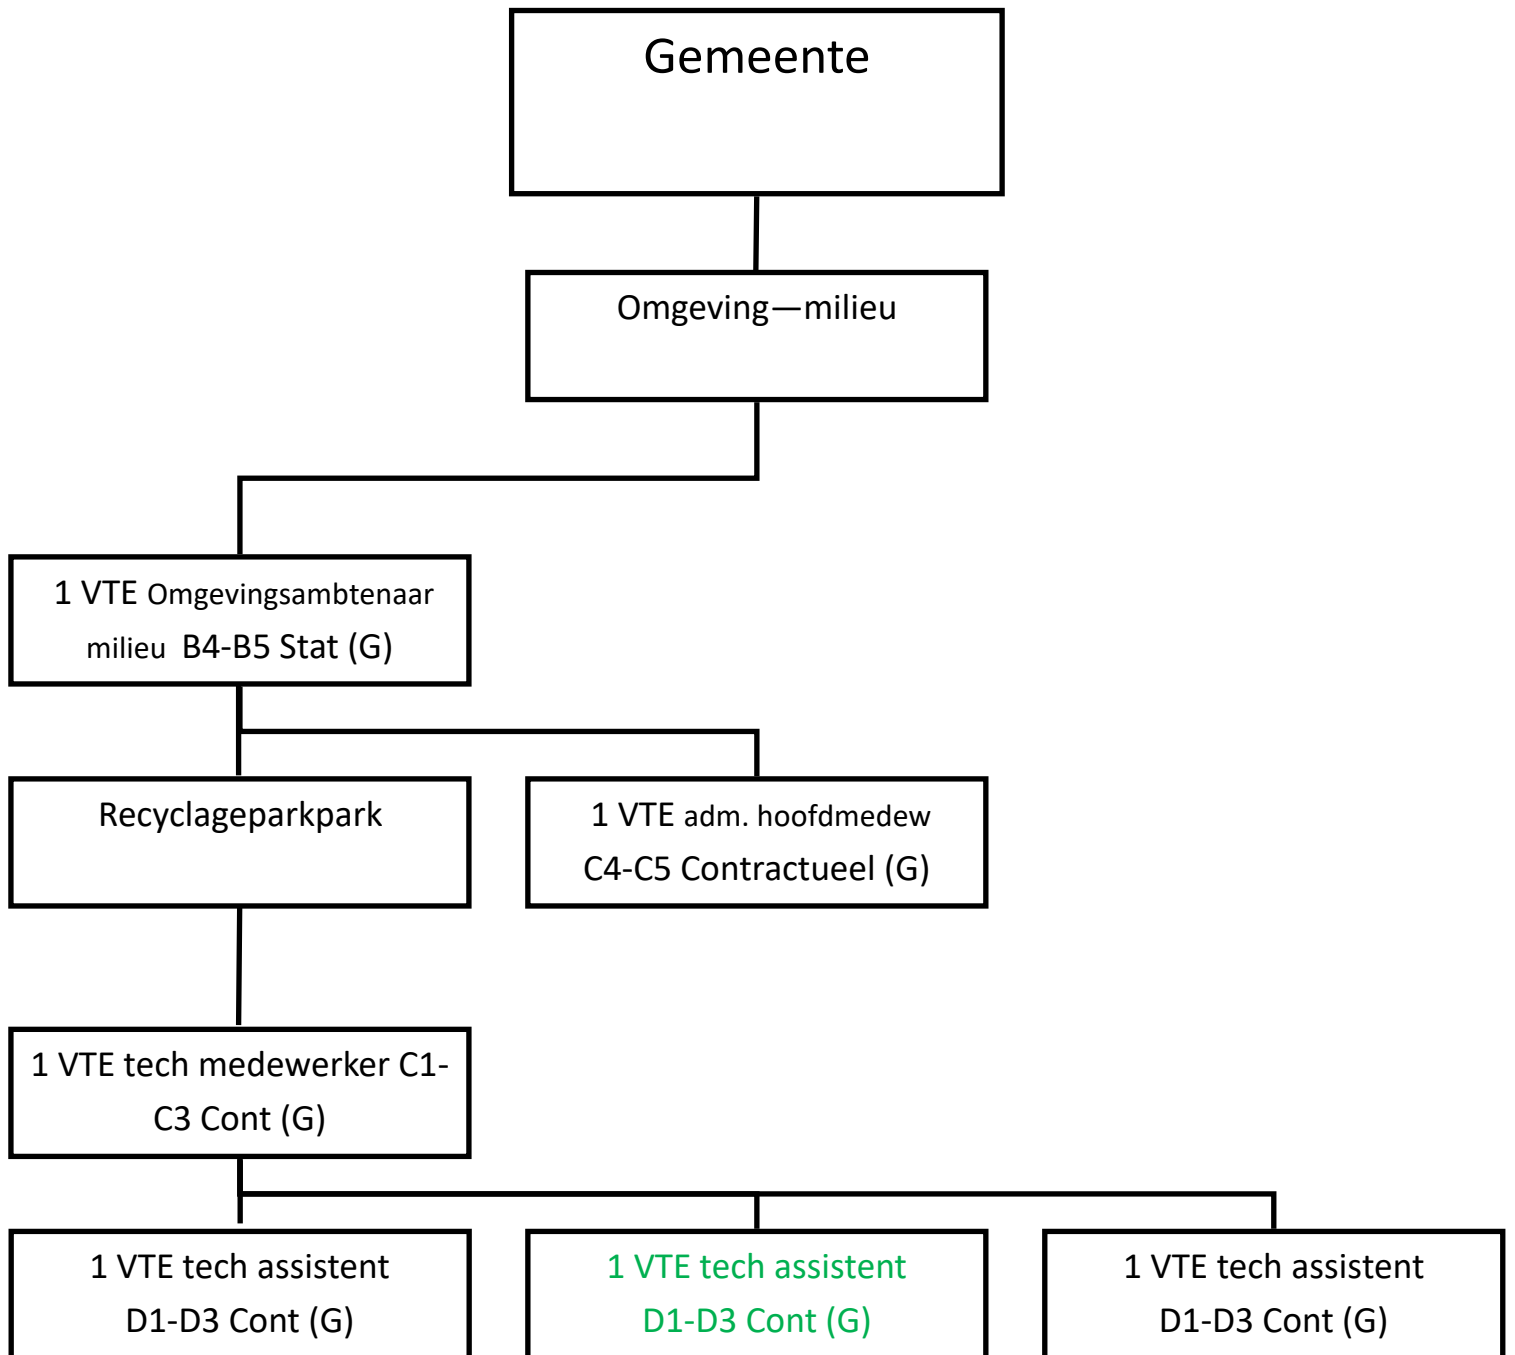 Gemeente
Omgeving—milieu
1 VTE Omgevingsambtenaar
milieu B4-B5 Stat (G)
Recyclageparkpark
1 VTE adm. hoofdmedew
C4-C5 Contractueel (G)
1 VTE tech medewerker C1-
C3 Cont (G)
1 VTE tech assistent
D1-D3 Cont (G)
1 VTE tech assistent
D1-D3 Cont (G)
1 VTE tech assistent
D1-D3 Cont (G)